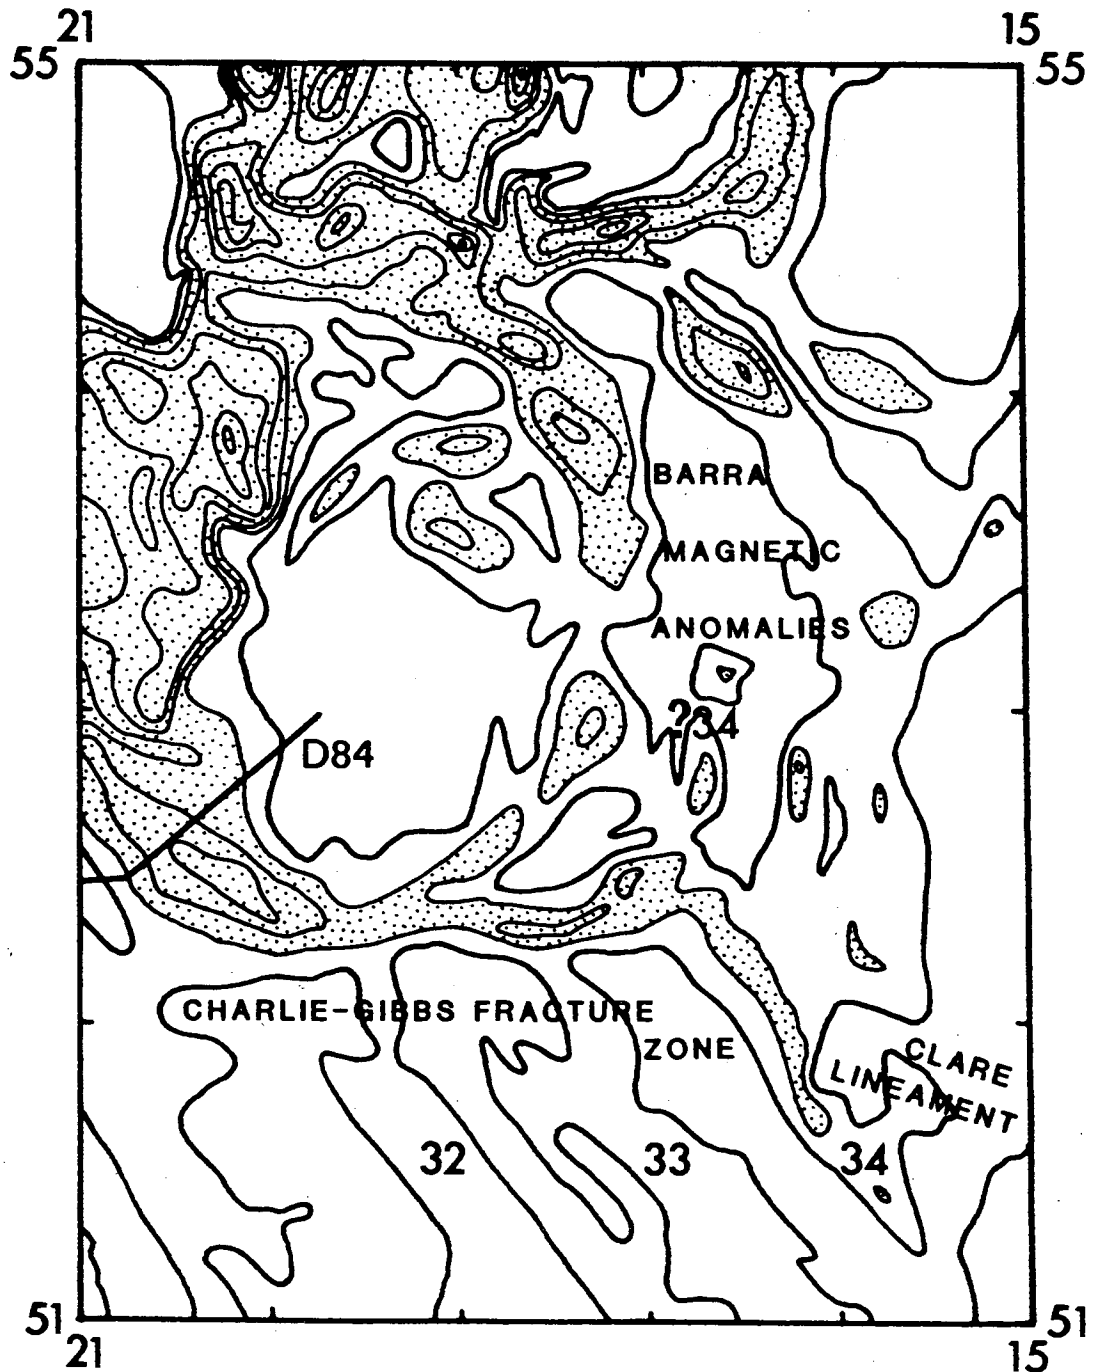 21 15
55 55
BARRA
MAGNETIC
ANOMALIES
?34
D84
CHARLIE-GIBBS FRACTURE
ZONE
CLARE
LINEAMENT
32 33 34
51 51
21 15